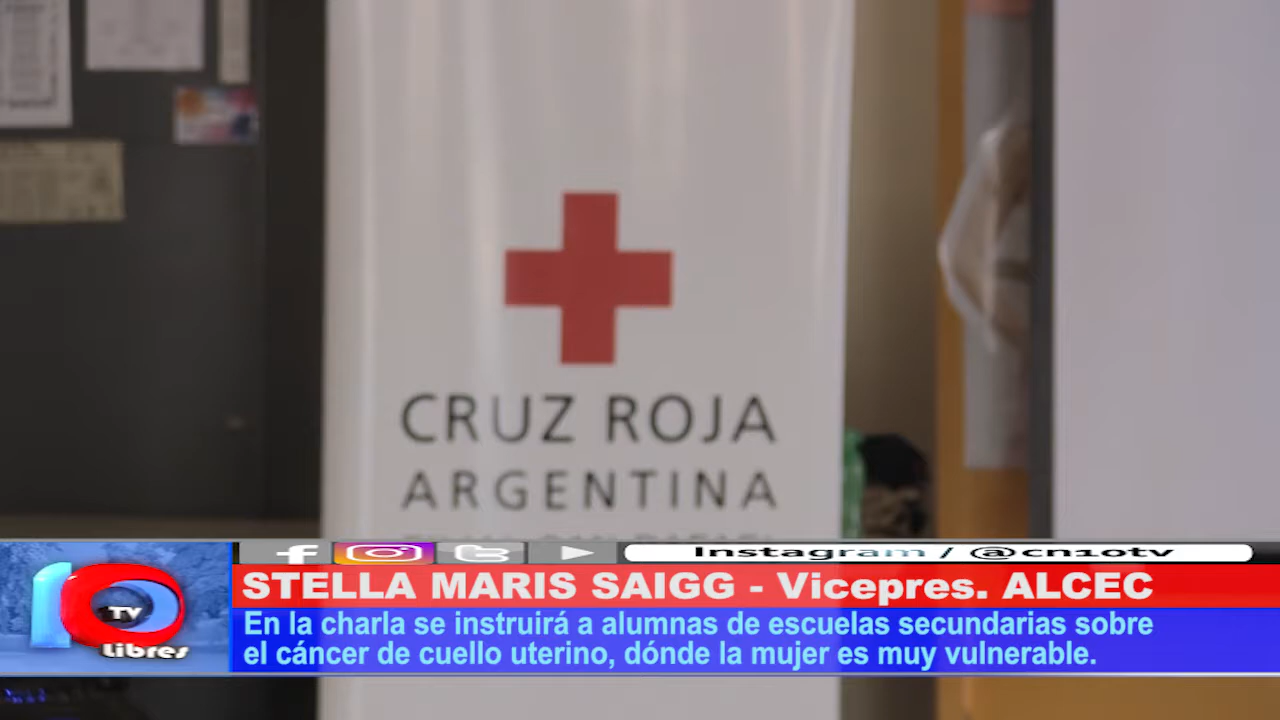 CRUZ ROJA
ARGENTINA
Instagram / @cn10tv
STELLA MARIS SAIGG - Vicepres. ALCEC
En la charla se instruirá a alumnas de escuelas secundarias sobre
el cáncer de cuello uterino, dónde la mujer es muy vulnerable.
10
TV
Libres